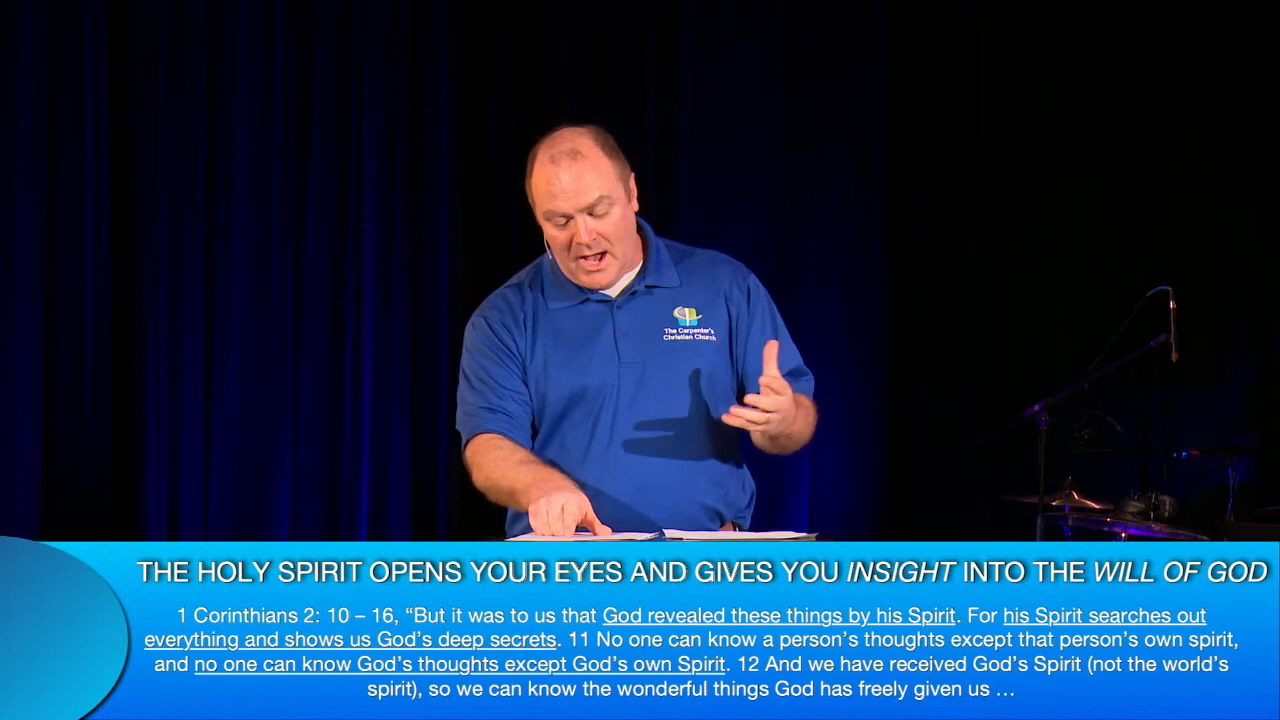 The Carpenter's
Christian Church
THE HOLY SPIRIT OPENS YOUR EYES AND GIVES YOU INSIGHT INTO THE WILL OF GOD
1 Corinthians 2: 10 – 16, “But it was to us that God revealed these things by his Spirit. For his Spirit searches out
everything and shows us God’s deep secrets. 11 No one can know a person’s thoughts except that person’s own spirit,
and no one can know God’s thoughts except God’s own Spirit. 12 And we have received God’s Spirit (not the world’s
spirit), so we can know the wonderful things God has freely given us …